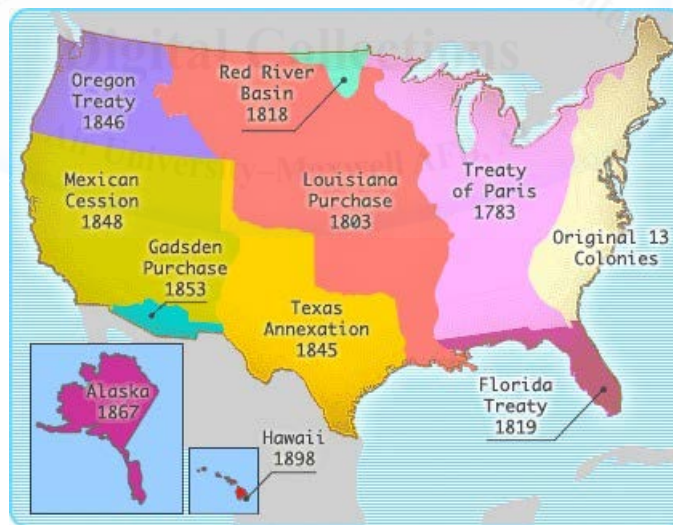 Digital Collections
Oregon
Treaty
1846
Red River
Basin
1818
Mexican
Cession
1848
Louisiana
Purchase
1803
Treaty
of Paris
1783
Original 13
Colonies
Gadsden
Purchase
1853
Texas
Annexation
1845
Florida
Treaty
1819
Alaska
1867
Hawaii
1898